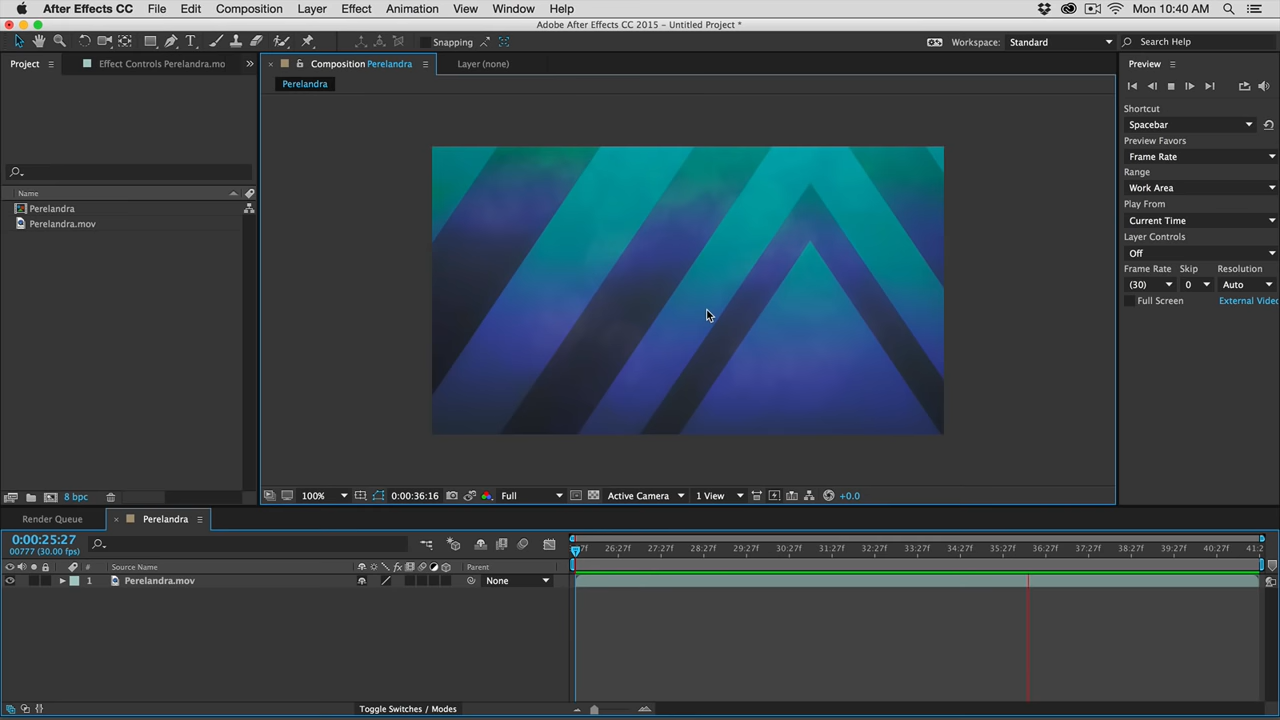 After Effects CC File Edit Composition Layer Effect Animation View Window Help Mon 10:40 AM
Adobe After Effects CC 2015 – Untitled Project *
Snapping Workspace: Standard Search Help
Project Effect Controls Perelandra.mo » Composition Perelandra Layer (none) Preview
Perelandra
Shortcut
Spacebar
Preview Favors
Frame Rate
Range
Work Area
Play From
Current Time
Layer Controls
Off
Frame Rate Skip Resolution
(30) 0 Auto
Full Screen External Video
Name
Perelandra
Perelandra.mov
8 bpc 100% 0:00:36:16 Full Active Camera 1 View +0.0
Render Queue Perelandra
0:00:25:27
00777 (30.00 fps)
7f 26:27f 27:27f 28:27f 29:27f 30:27f 31:27f 32:27f 33:27f 34:27f 35:27f 36:27f 37:27f 38:27f 39:27f 40:27f 41:2
# Source Name Parent
1 Perelandra.mov None
Toggle Switches / Modes